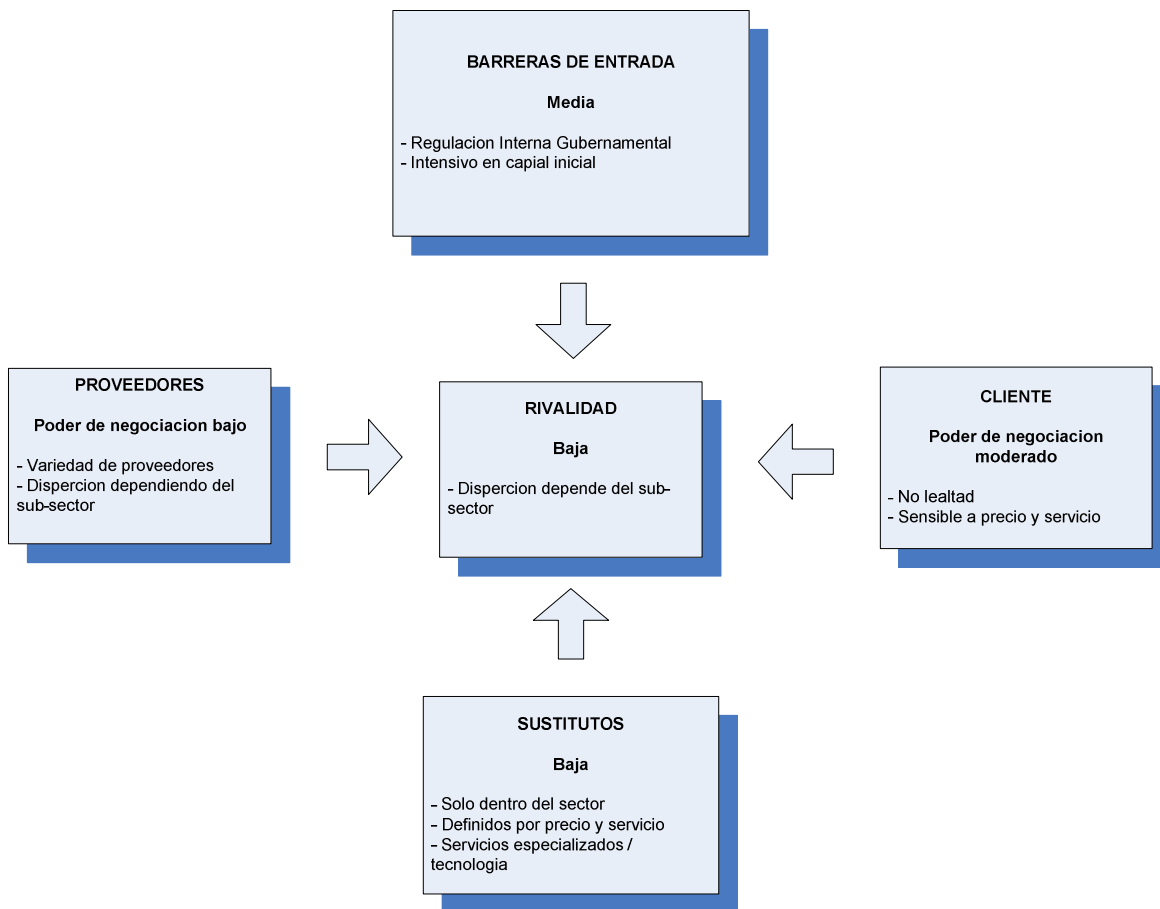 BARRERAS DE ENTRADA
Media
- Regulacion Interna Gubernamental
- Intensivo en capial inicial
PROVEEDORES
Poder de negociacion bajo
- Variedad de proveedores
- Dispercion dependiendo del
sub-sector
RIVALIDAD
Baja
- Dispercion depende del sub-
sector
CLIENTE
Poder de negociacion
moderado
- No lealtad
- Sensible a precio y servicio
SUSTITUTOS
Baja
- Solo dentro del sector
- Definidos por precio y servicio
- Servicios especializados /
tecnologia